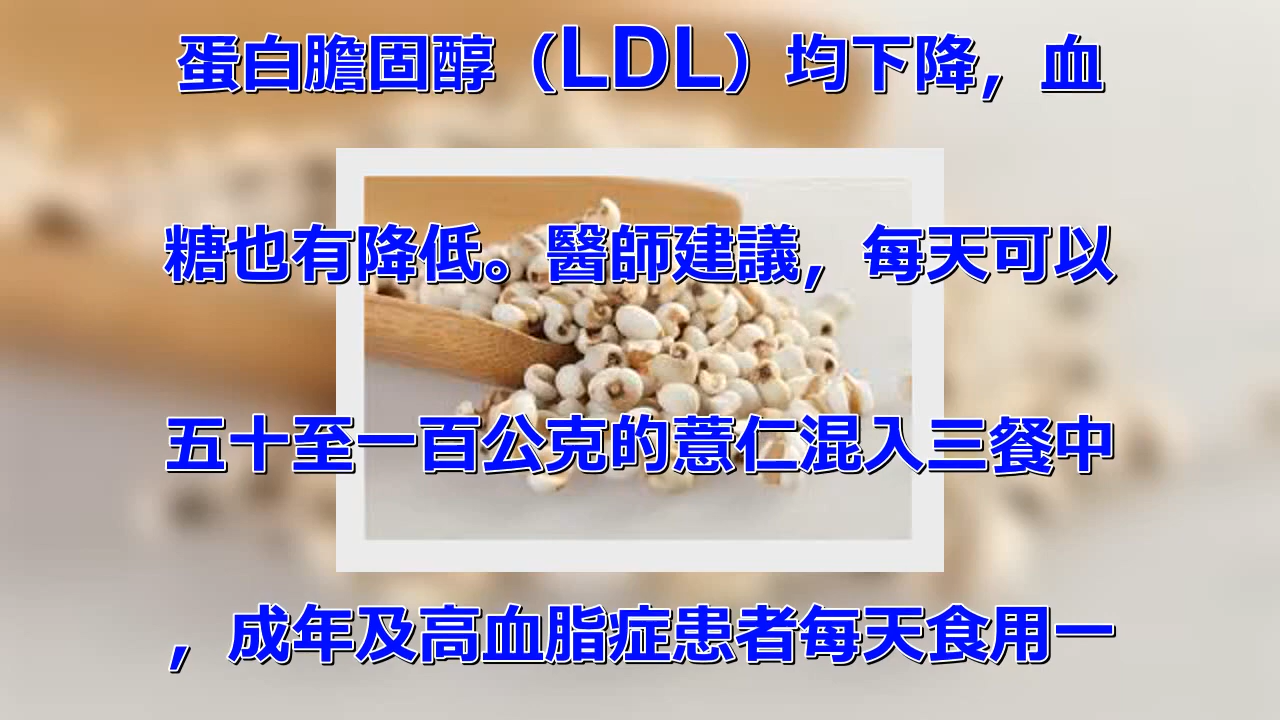 蛋白膽固醇（LDL）均下降，血
糖也有降低。醫師建議，每天可以
五十至一百公克的薏仁混入三餐中
，成年及高血脂症患者每天食用一